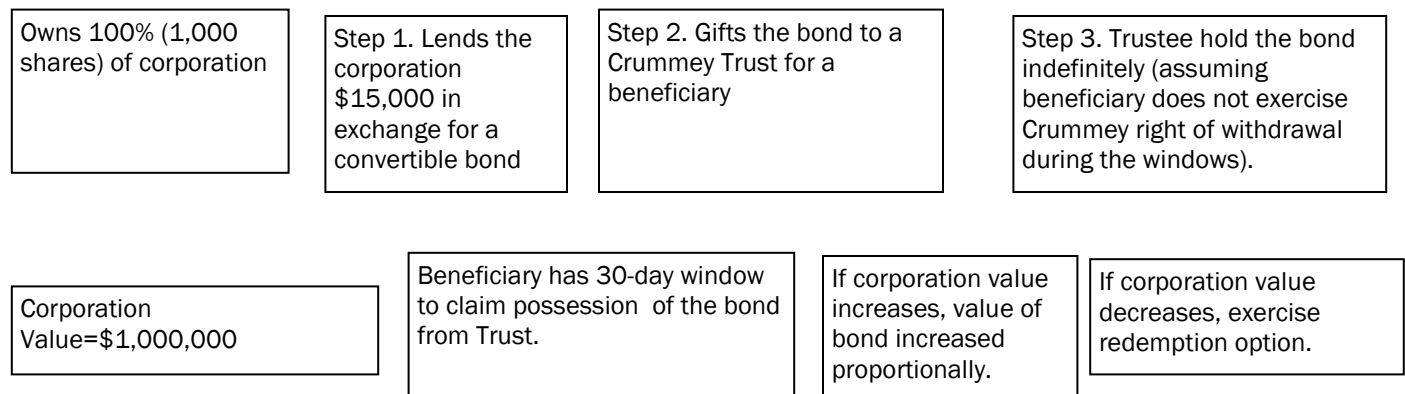 Owns 100% (1,000
shares) of corporation
Step 1. Lends the
corporation
$15,000 in
exchange for a
convertible bond
Step 2. Gifts the bond to a
Crummey Trust for a
beneficiary
Step 3. Trustee hold the bond
indefinitely (assuming
beneficiary does not exercise
Crummey right of withdrawal
during the windows).
Corporation
Value=$1,000,000
Beneficiary has 30-day window
to claim possession  of the bond
from Trust.
If corporation value
increases, value of
bond increased
proportionally.
If corporation value
decreases, exercise
redemption option.